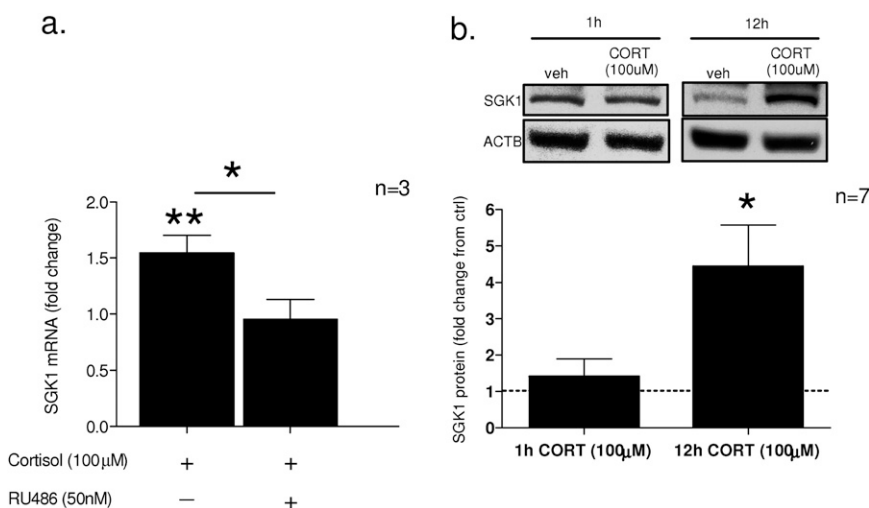 a.
*
n=3
2.0
**
1.5
1.0
0.5
0.0
SGK1 mRNA (fold change)
Cortisol (100μM) + +
RU486 (50nM) – +
b.
1h 12h
veh CORT (100uM) veh CORT (100uM)
SGK1
ACTB
n=7
*
6
5
4
3
2
1
0
SGK1 protein (fold change from ctrl)
1h CORT (100μM) 12h CORT (100μM)